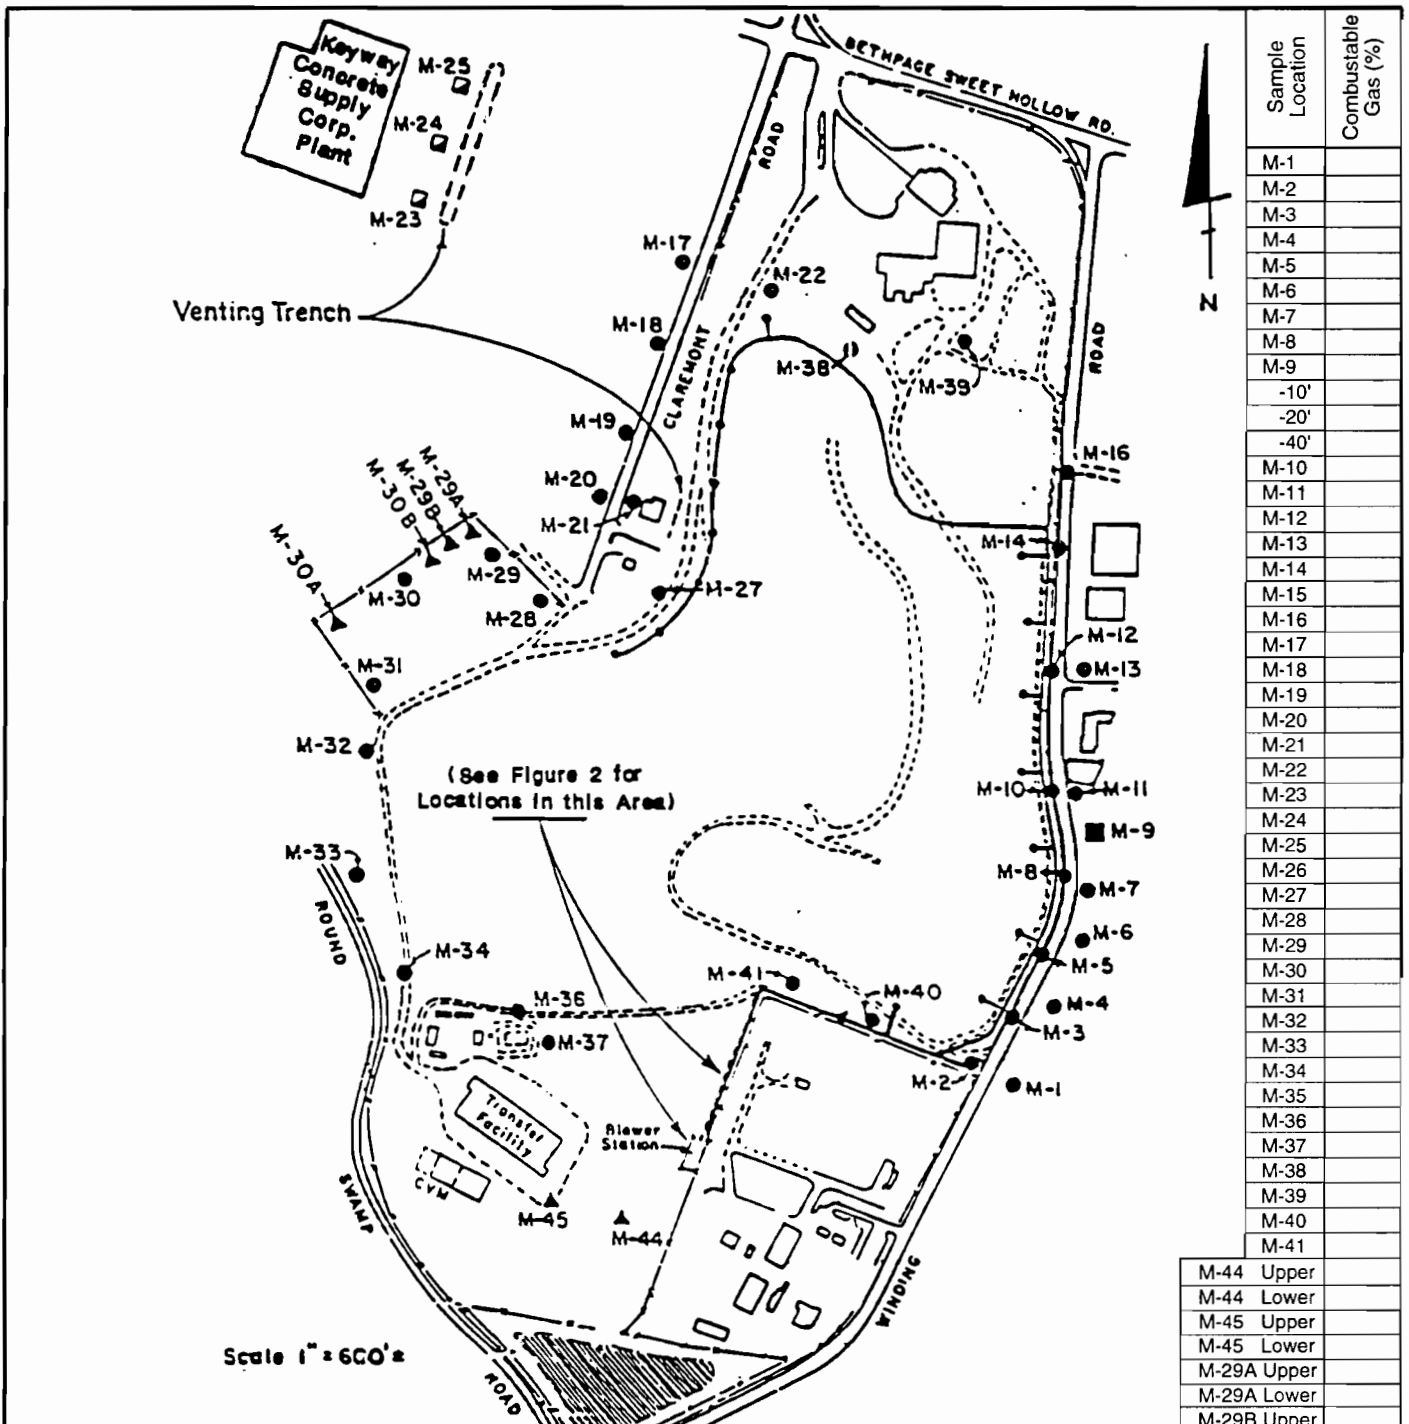 Keyway
Concrete
Supply
Corp.
Plant
M-25
M-24
M-23
BETHPAGE SWEET HOLLOW RD.
ROAD
M-17
M-22
Venting Trench
M-18
CLAREMONT
M-38
M-39
ROAD
N
M-19
M-16
M-20
M-21
M-29A
M-29B
M-30B
M-30A
M-14
M-29
M-30
M-28
M-27
M-12
M-13
M-31
M-32
(See Figure 2 for
Locations in this Area)
M-10
M-11
M-9
M-33
M-8
M-7
ROUND
M-6
M-34
M-5
M-41
M-40
M-36
M-4
M-3
M-37
M-2
M-1
Transfer
Facility
Blower
Station
CVM
SWAMP
M-45
M-44
WINDING
Scale 1" = 600'±
ROAD
Sample
Location
Combustable
Gas (%)
M-1
M-2
M-3
M-4
M-5
M-6
M-7
M-8
M-9
-10'
-20'
-40'
M-10
M-11
M-12
M-13
M-14
M-15
M-16
M-17
M-18
M-19
M-20
M-21
M-22
M-23
M-24
M-25
M-26
M-27
M-28
M-29
M-30
M-31
M-32
M-33
M-34
M-35
M-36
M-37
M-38
M-39
M-40
M-41
M-44 Upper
M-44 Lower
M-45 Upper
M-45 Lower
M-29A Upper
M-29A Lower
M-29B Upper